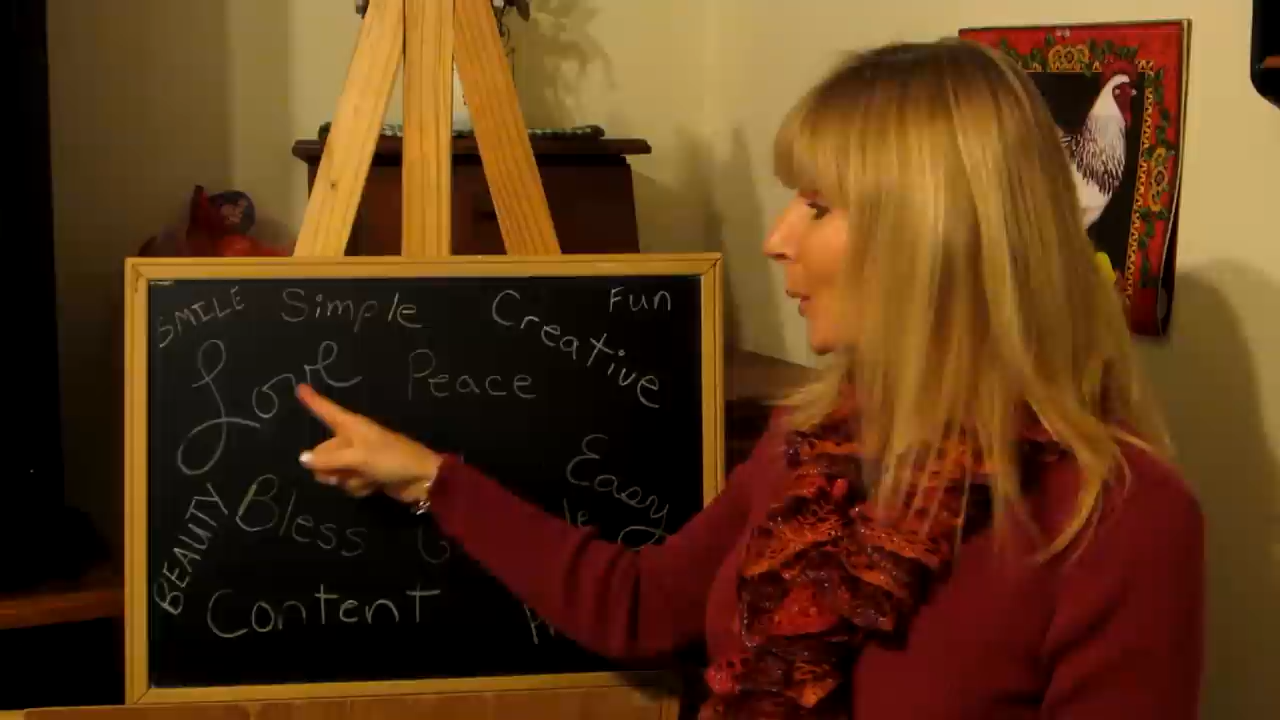 SMILE
Simple
Creative
Fun
Love
Peace
Easy
BEAUTY
Bless
Content